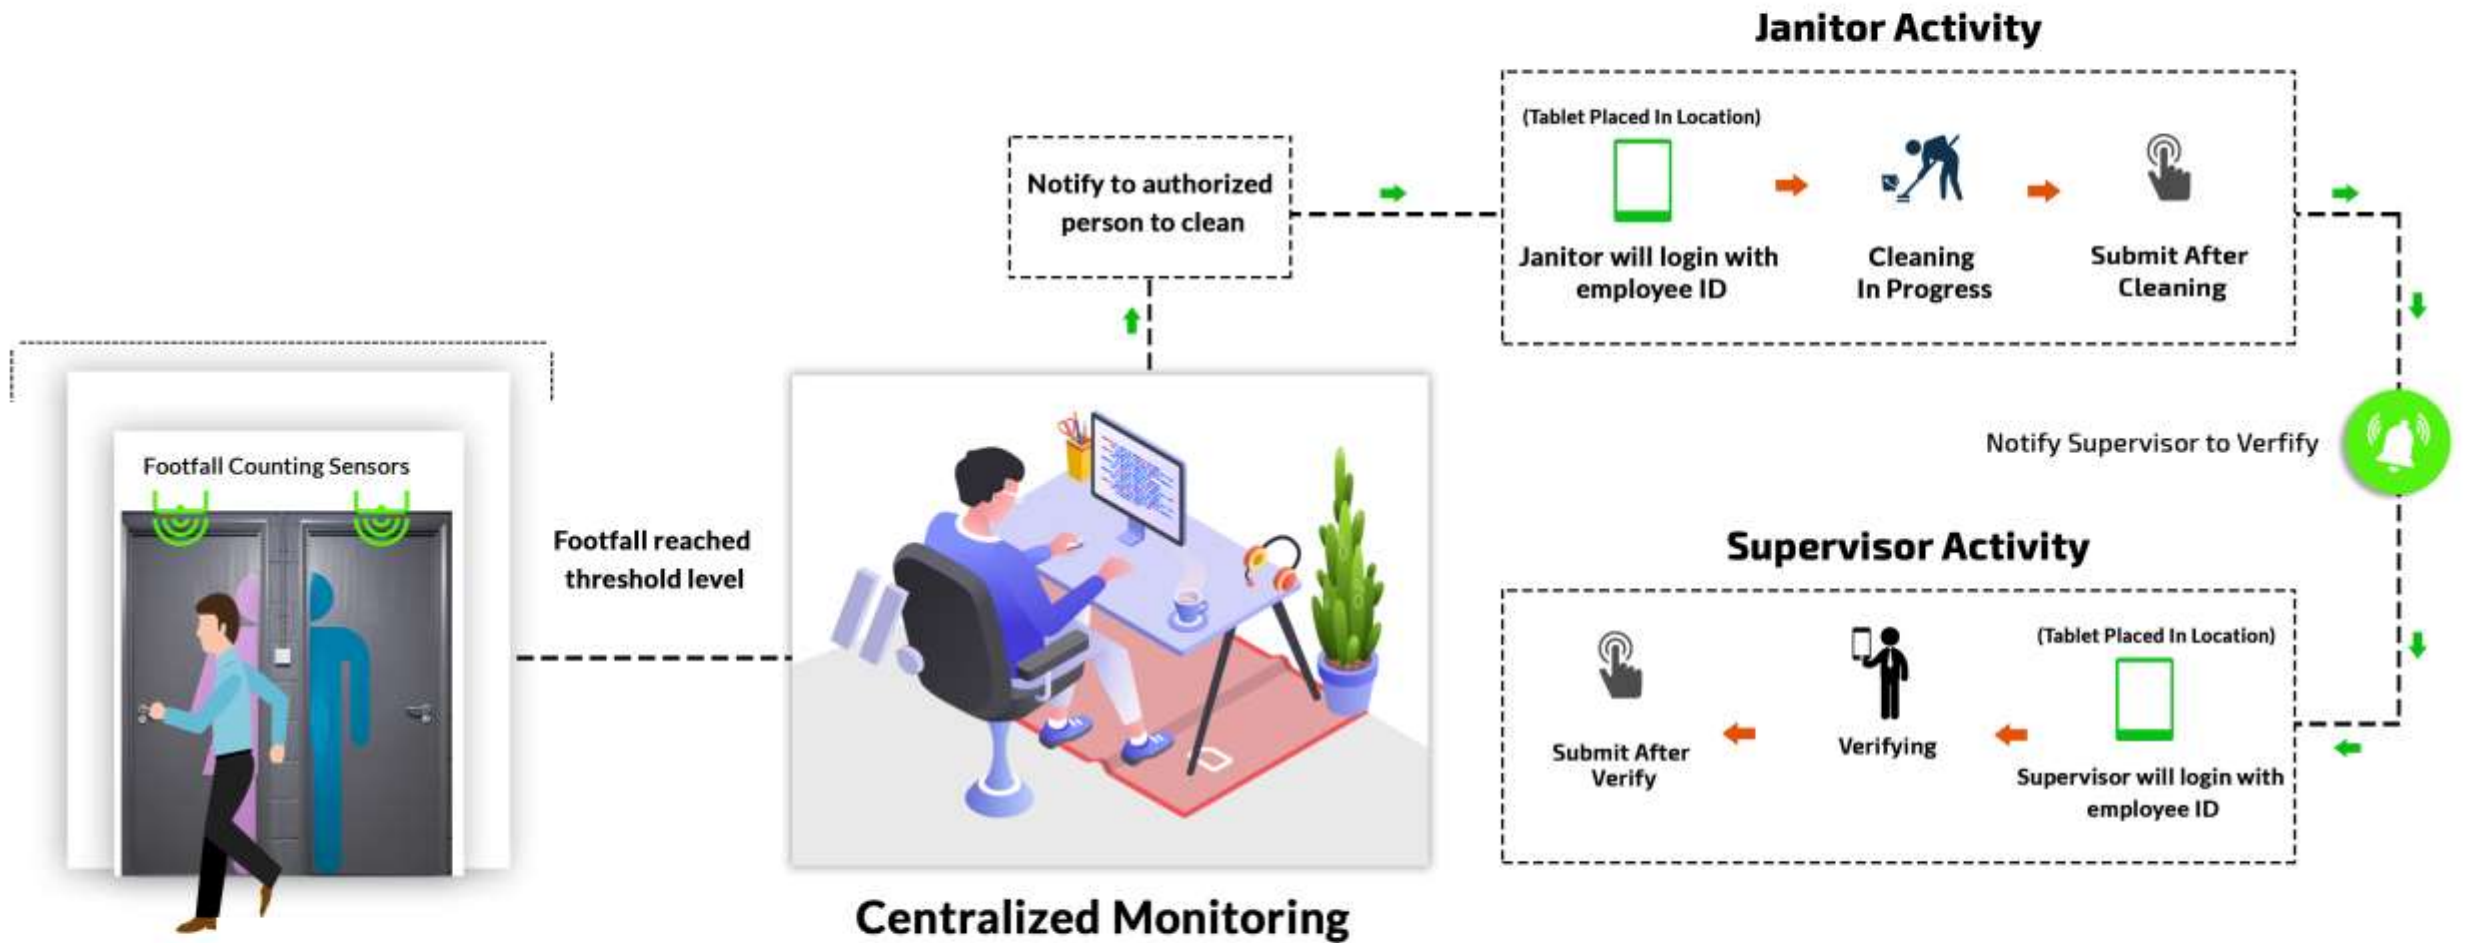 Janitor Activity
(Tablet Placed In Location)
Notify to authorized
person to clean
Janitor will login with
employee ID
Cleaning
In Progress
Submit After
Cleaning
Footfall Counting Sensors
Footfall reached
threshold level
Notify Supervisor to Verfify
Supervisor Activity
(Tablet Placed In Location)
Supervisor will login with
employee ID
Verifying
Submit After
Verify
Centralized Monitoring